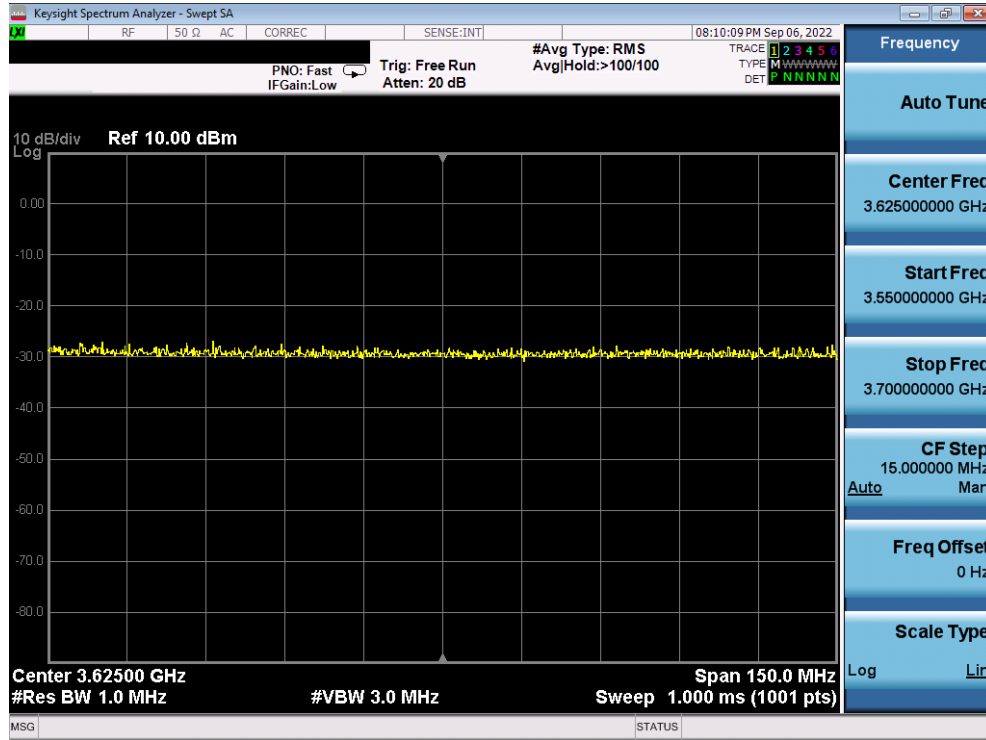 Keysight Spectrum Analyzer - Swept SA
LXI RF 50 Ω AC CORREC SENSE:INT 08:10:09 PM Sep 06, 2022
#Avg Type: RMS
Avg|Hold:>100/100
TRACE 1 2 3 4 5 6
TYPE M WWWWW
DET P N N N N N
PNO: Fast
IFGain:Low
Trig: Free Run
Atten: 20 dB
10 dB/div
Log
Ref 10.00 dBm
0.00
-10.0
-20.0
-30.0
-40.0
-50.0
-60.0
-70.0
-80.0
Center 3.62500 GHz
#Res BW 1.0 MHz
#VBW 3.0 MHz
Span 150.0 MHz
Sweep 1.000 ms (1001 pts)
MSG
STATUS
Frequency
Auto Tune
Center Freq
3.625000000 GHz
Start Freq
3.550000000 GHz
Stop Freq
3.700000000 GHz
CF Step
15.000000 MHz
Auto Man
Freq Offset
0 Hz
Scale Type
Log Lin